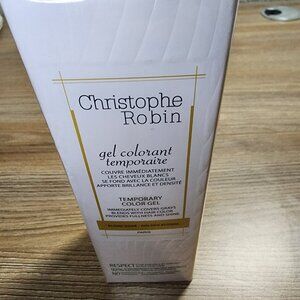 Christophe
Robin
gel colorant
temporaire
COUVRE IMMÉDIATEMENT
LES CHEVEUX BLANCS
SE FOND AVEC LA COULEUR
APPORTE BRILLANCE ET DENSITÉ
TEMPORARY
COLOR GEL
IMMEDIATELY COVERS GRAYS
BLENDS WITH HAIR COLOR
PROVIDES FULLNESS AND SHINE
PARIS
RESPECT